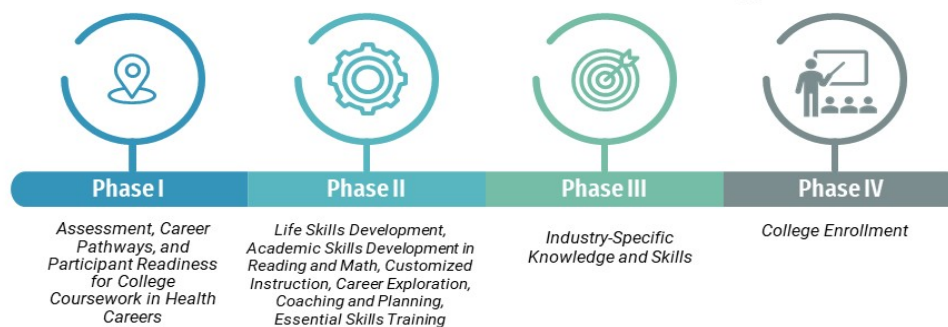 Phase I
Assessment, Career
Pathways, and
Participant Readiness
for College
Coursework in Health
Careers
Phase II
Life Skills Development,
Academic Skills Development in
Reading and Math, Customized
Instruction, Career Exploration,
Coaching and Planning,
Essential Skills Training
Phase III
Industry-Specific
Knowledge and Skills
Phase IV
College Enrollment